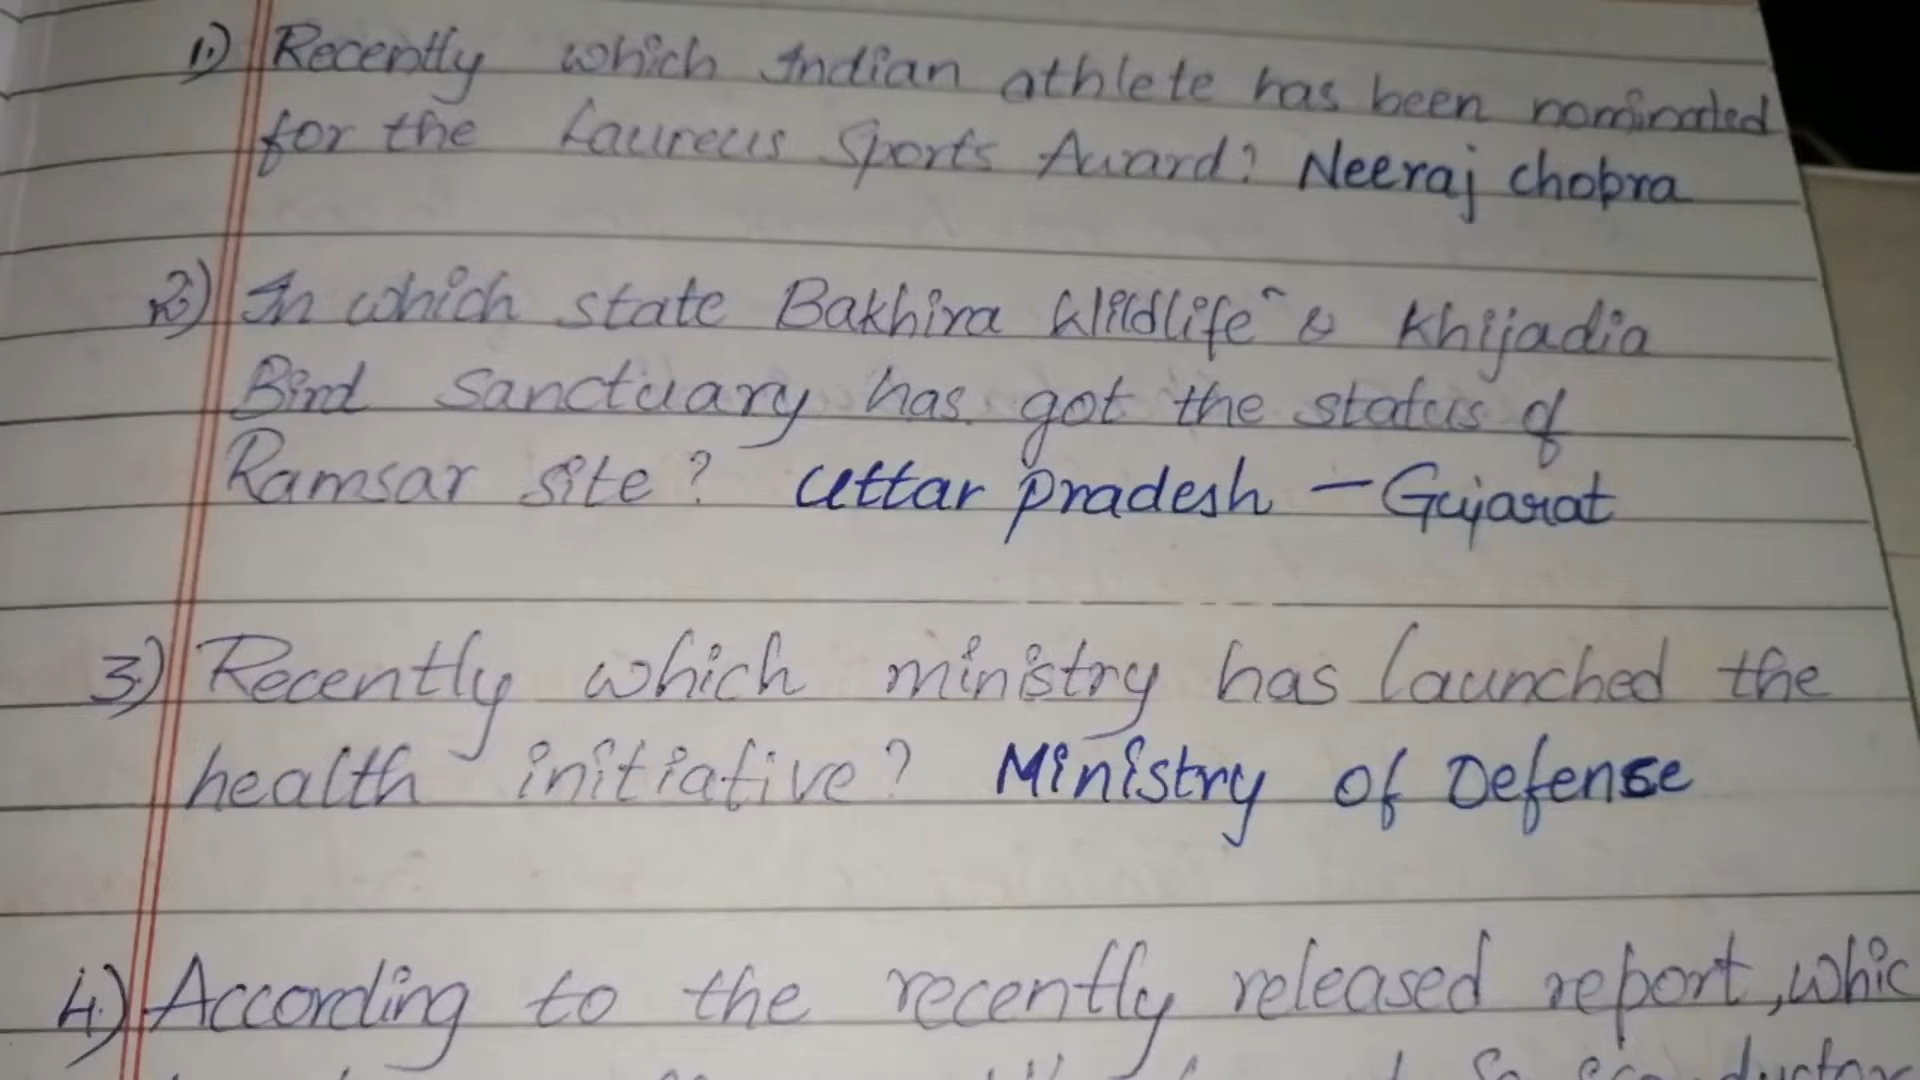 1.) Recently which Indian athlete has been nominated
for the Laureus Sports Award? Neeraj chopra
2) In which state Bakhira Wildlife & Khijadia
Bird Sanctuary has got the status of
Ramsar site? Uttar pradesh - Gujarat
3) Recently which ministry has launched the
health initiative? Ministry of Defense
4.) According to the recently released report, whic